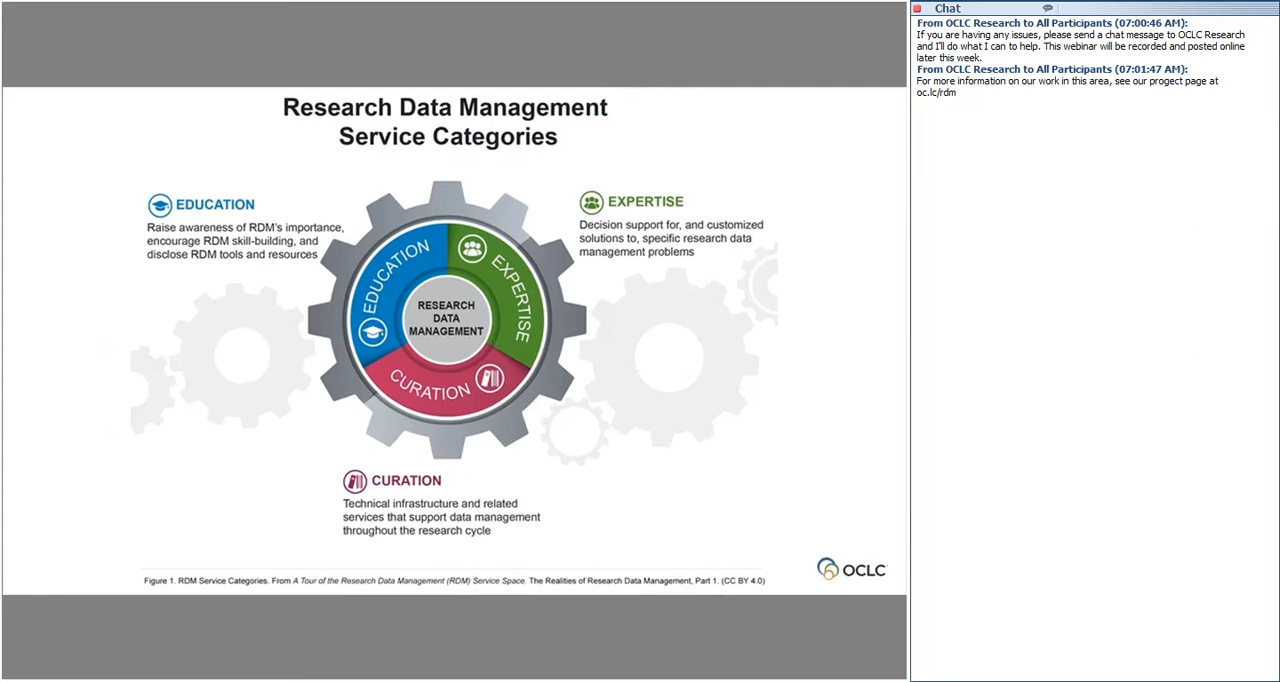 Research Data Management
Service Categories
EDUCATION
Raise awareness of RDM's importance,
encourage RDM skill-building, and
disclose RDM tools and resources
EXPERTISE
Decision support for, and customized
solutions to, specific research data
management problems
EDUCATION
EXPERTISE
RESEARCH
DATA
MANAGEMENT
CURATION
CURATION
Technical infrastructure and related
services that support data management
throughout the research cycle
Figure 1. RDM Service Categories. From A Tour of the Research Data Management (RDM) Service Space. The Realities of Research Data Management, Part 1. (CC BY 4.0)
OCLC
Chat
From OCLC Research to All Participants (07:00:46 AM):
If you are having any issues, please send a chat message to OCLC Research
and I'll do what I can to help. This webinar will be recorded and posted online
later this week.
From OCLC Research to All Participants (07:01:47 AM):
For more information on our work in this area, see our progect page at
oc.lc/rdm